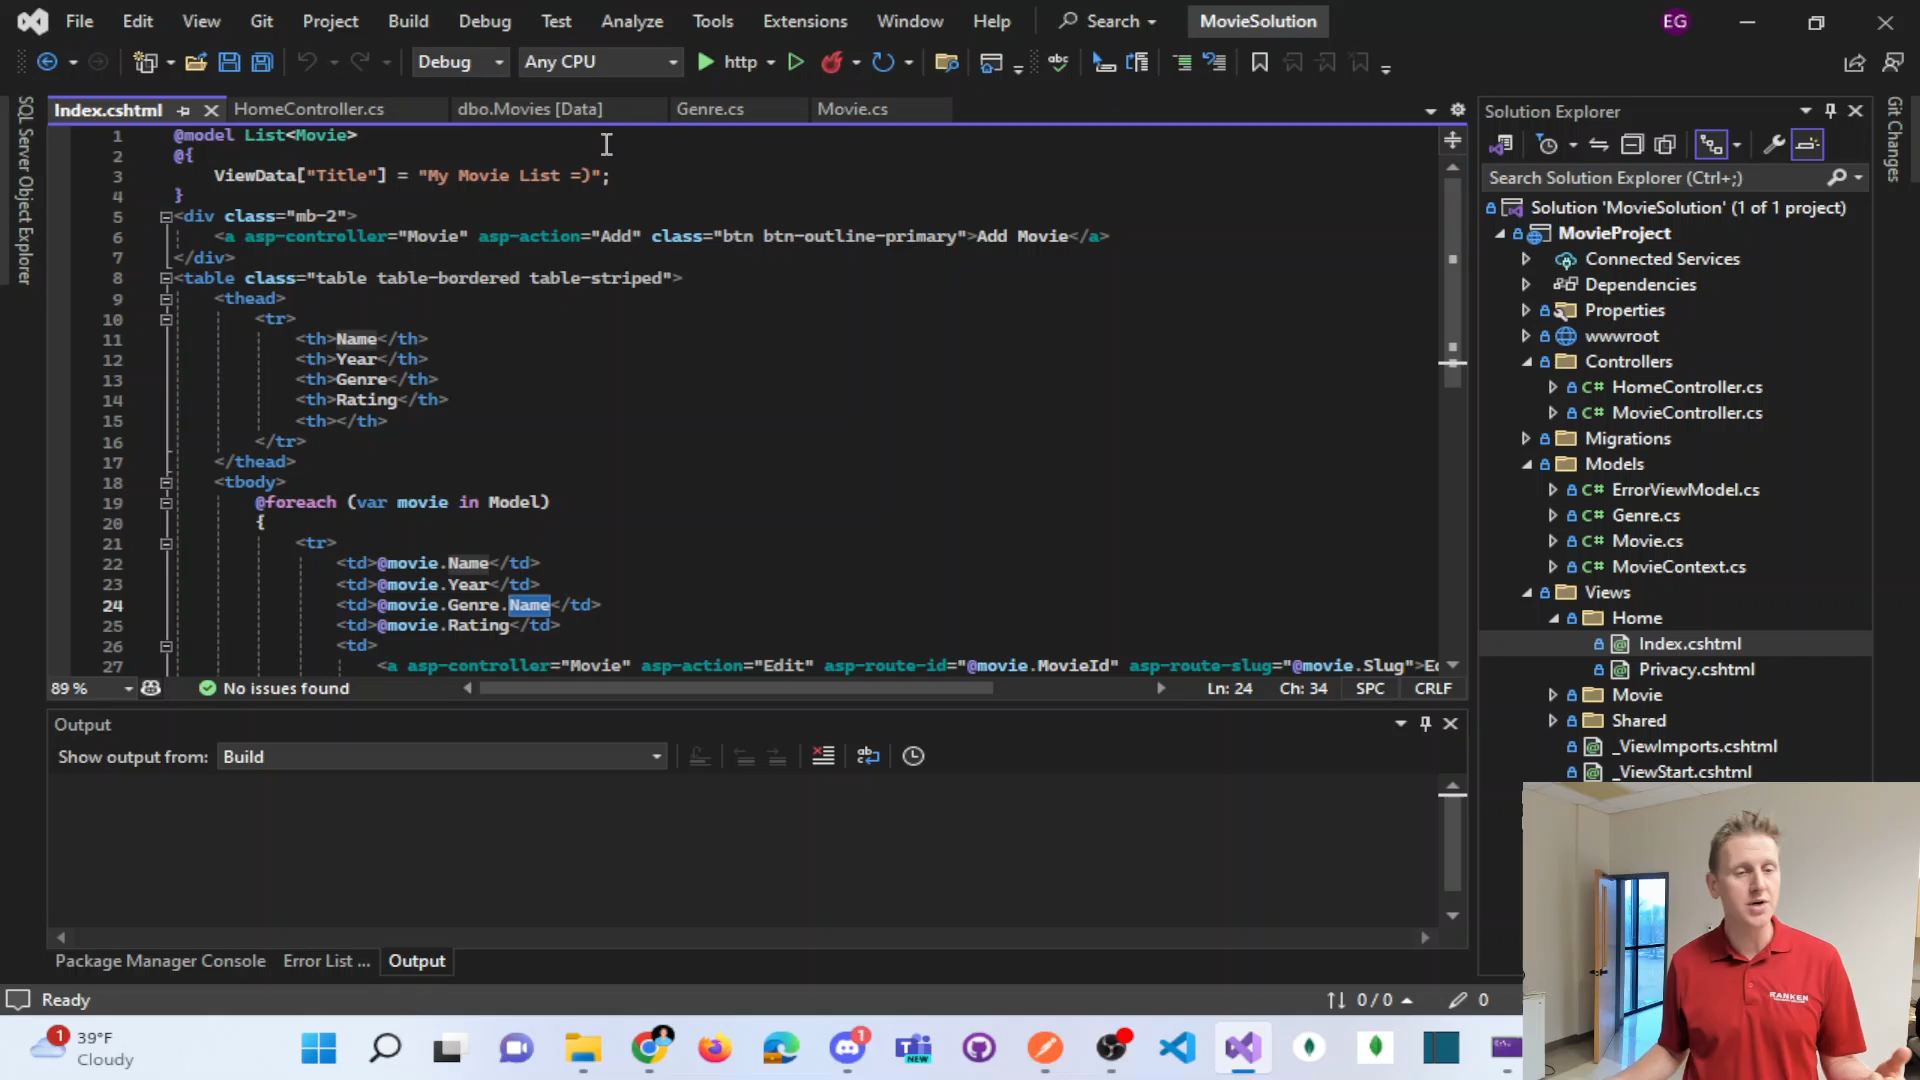 File Edit View Git Project Build Debug Test Analyze Tools Extensions Window Help Search MovieSolution EG
Debug Any CPU http
SQL Server Object Explorer
Index.cshtml HomeController.cs dbo.Movies [Data] Genre.cs Movie.cs
1 @model List<Movie>
2 @{
3 ViewData["Title"] = "My Movie List =)";
4 }
5 <div class="mb-2">
6 <a asp-controller="Movie" asp-action="Add" class="btn btn-outline-primary">Add Movie</a>
7 </div>
8 <table class="table table-bordered table-striped">
9 <thead>
10 <tr>
11 <th>Name</th>
12 <th>Year</th>
13 <th>Genre</th>
14 <th>Rating</th>
15 <th></th>
16 </tr>
17 </thead>
18 <tbody>
19 @foreach (var movie in Model)
20 {
21 <tr>
22 <td>@movie.Name</td>
23 <td>@movie.Year</td>
24 <td>@movie.Genre.Name</td>
25 <td>@movie.Rating</td>
26 <td>
27 <a asp-controller="Movie" asp-action="Edit" asp-route-id="@movie.MovieId" asp-route-slug="@movie.Slug">Ed
89 % No issues found Ln: 24 Ch: 34 SPC CRLF
Output
Show output from: Build
Package Manager Console Error List ... Output
Ready 0 / 0 0
Solution Explorer
Search Solution Explorer (Ctrl+;)
Solution 'MovieSolution' (1 of 1 project)
MovieProject
Connected Services
Dependencies
Properties
wwwroot
Controllers
C# HomeController.cs
C# MovieController.cs
Migrations
Models
C# ErrorViewModel.cs
C# Genre.cs
C# Movie.cs
C# MovieContext.cs
Views
Home
Index.cshtml
Privacy.cshtml
Movie
Shared
_ViewImports.cshtml
_ViewStart.cshtml
Git Changes
RANKEN
1 39°F
Cloudy
1
NEW